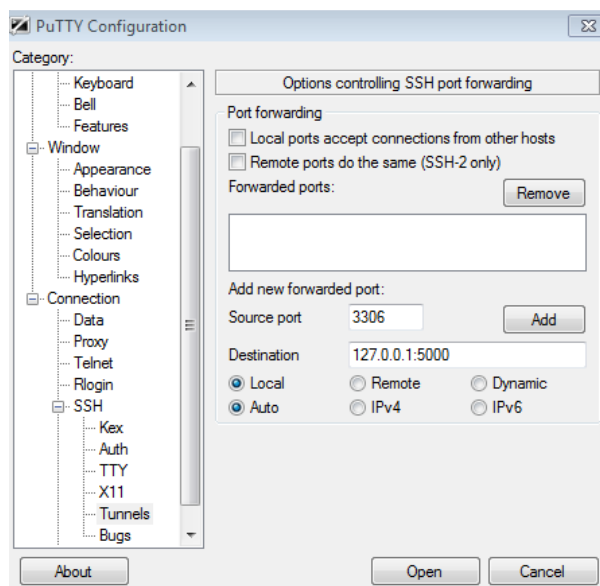 PuTTY Configuration
Category:
Keyboard
Bell
Features
Window
Appearance
Behaviour
Translation
Selection
Colours
Hyperlinks
Connection
Data
Proxy
Telnet
Rlogin
SSH
Kex
Auth
TTY
X11
Tunnels
Bugs
Options controlling SSH port forwarding
Port forwarding
Local ports accept connections from other hosts
Remote ports do the same (SSH-2 only)
Forwarded ports: Remove
Add new forwarded port:
Source port 3306 Add
Destination 127.0.0.1:5000
Local Remote Dynamic
Auto IPv4 IPv6
About Open Cancel